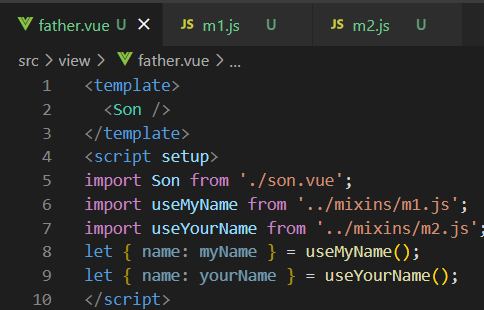 father.vue U × JS m1.js U JS m2.js U
src > view > father.vue > ...
1 <template>
2 <Son />
3 </template>
4 <script setup>
5 import Son from './son.vue';
6 import useMyName from '../mixins/m1.js';
7 import useYourName from '../mixins/m2.js';
8 let { name: myName } = useMyName();
9 let { name: yourName } = useYourName();
10 </script>